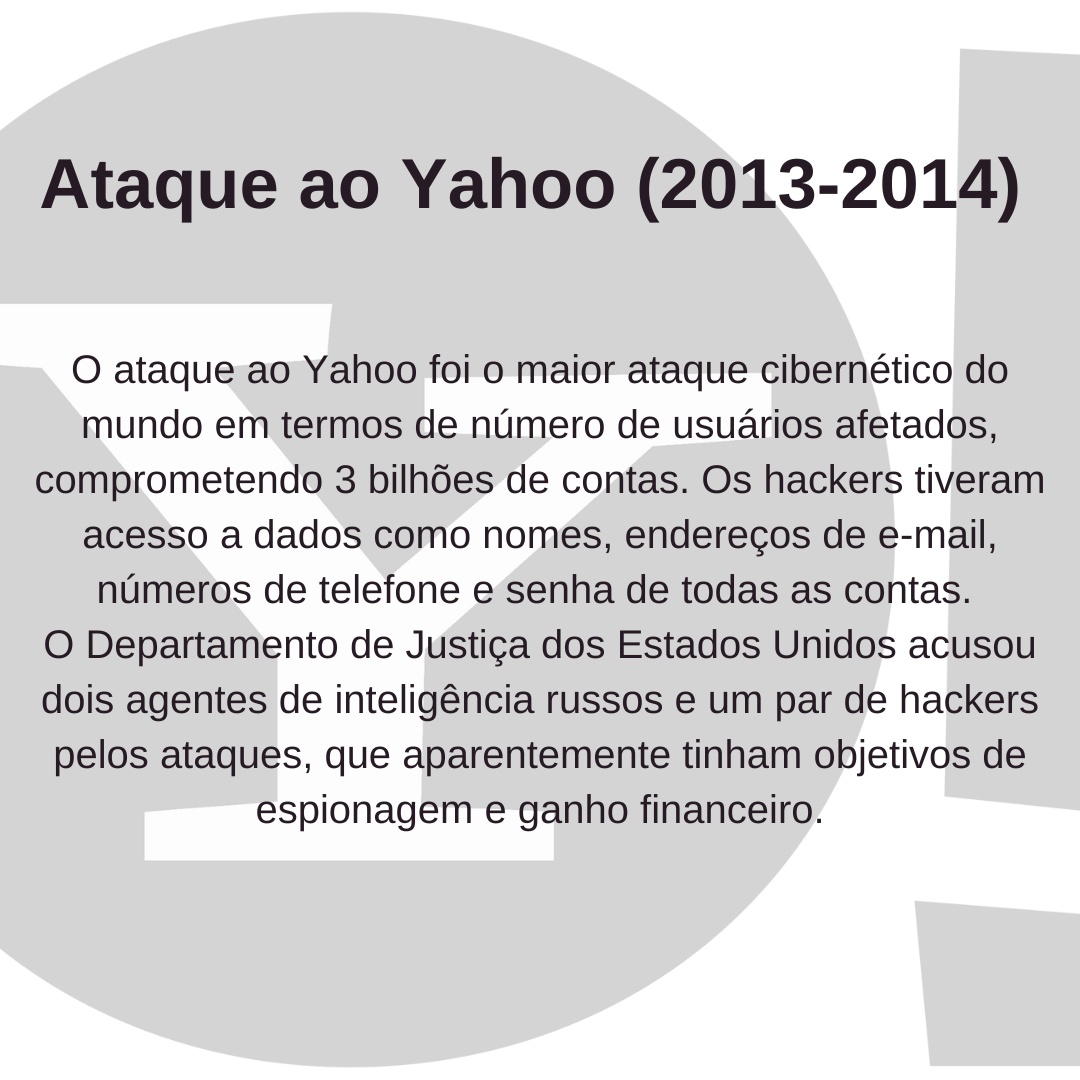 Ataque ao Yahoo (2013-2014)
O ataque ao Yahoo foi o maior ataque cibernético do
mundo em termos de número de usuários afetados,
comprometendo 3 bilhões de contas. Os hackers tiveram
acesso a dados como nomes, endereços de e-mail,
números de telefone e senha de todas as contas.
O Departamento de Justiça dos Estados Unidos acusou
dois agentes de inteligência russos e um par de hackers
pelos ataques, que aparentemente tinham objetivos de
espionagem e ganho financeiro.
Y!